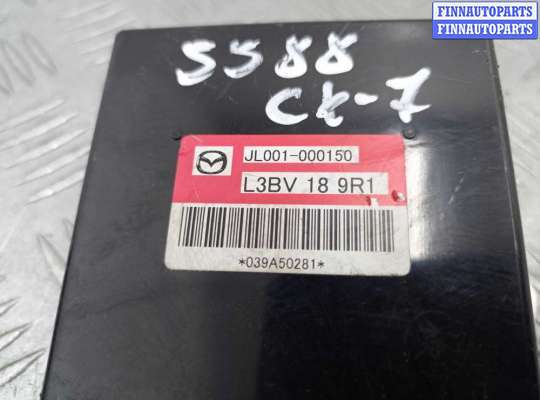 FINNAUTOPARTS
FINNAUTOPARTS
5588
CX-7
JL001-000150
L3BV 18 9R1
*039A50281*